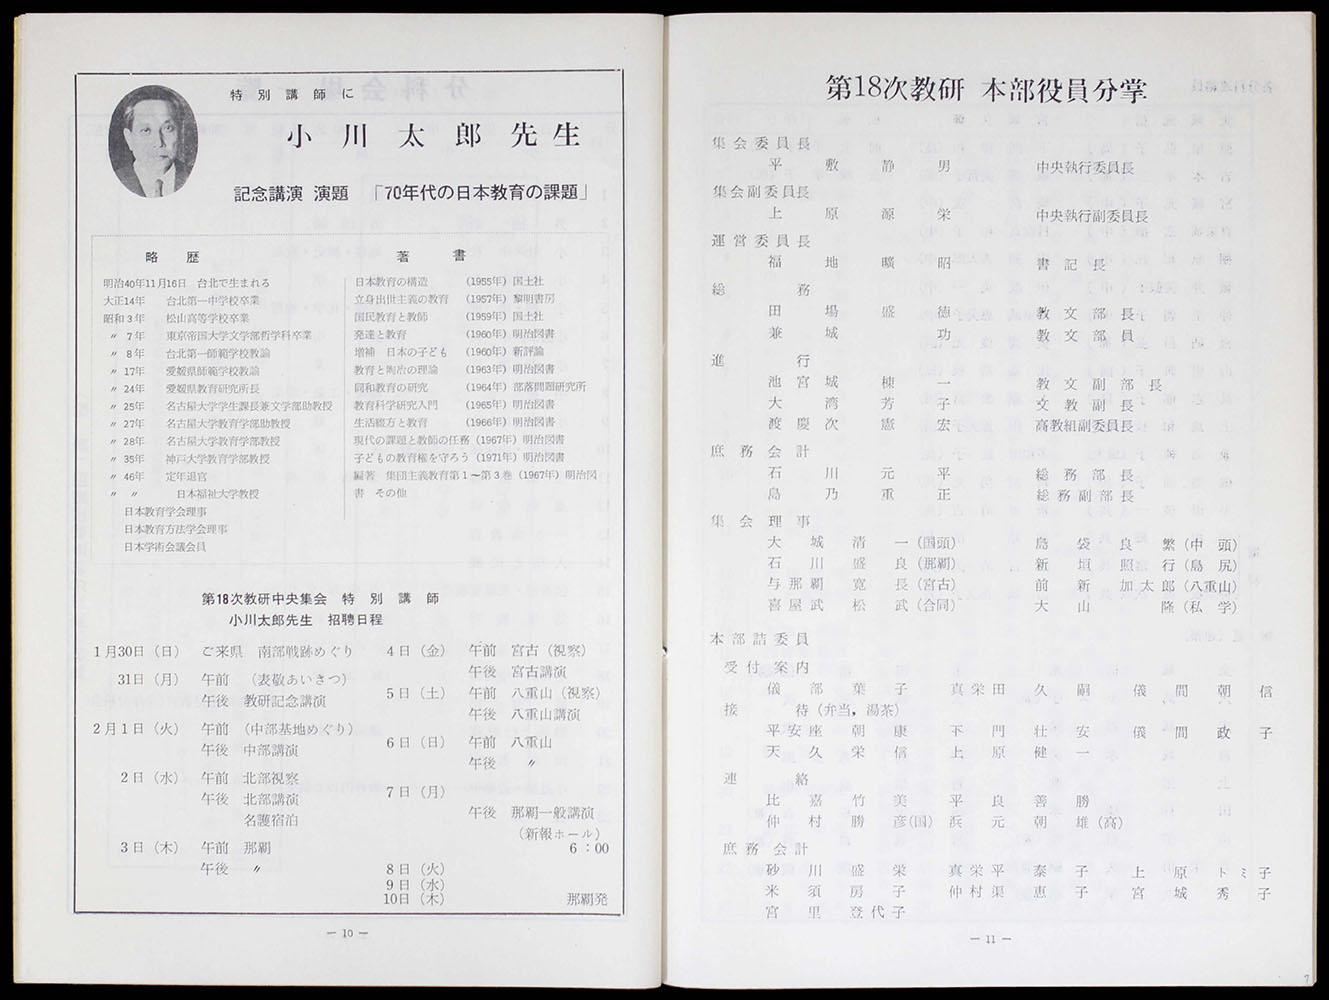 特別講師に
小川太郎先生
記念講演 演題 「70年代の日本教育の課題」
略歴
明治40年11月16日 台北で生まれる
大正14年 台北第一中学校卒業
昭和3年 松山高等学校卒業
〃 7年 東京帝国大学文学部哲学科卒業
〃 8年 台北第一師範学校教諭
〃 17年 愛媛県師範学校教諭
〃 24年 愛媛県教育研究所長
〃 25年 名古屋大学学生課長兼文学部助教授
〃 27年 名古屋大学教育学部助教授
〃 28年 名古屋大学教育学部教授
〃 35年 神戸大学教育学部教授
〃 46年 定年退官
〃 〃 日本福祉大学教授
日本教育学会理事
日本教育方法学会理事
日本学術会議会員
著書
日本教育の構造 (1955年) 国土社
立身出世主義の教育 (1957年) 黎明書房
国民教育と教師 (1959年) 国土社
発達と教育 (1960年) 明治図書
増補 日本の子ども (1960年) 新評論
教育と陶冶の理論 (1963年) 明治図書
同和教育の研究 (1964年) 部落問題研究所
教育科学研究入門 (1965年) 明治図書
生活綴方と教育 (1966年) 明治図書
現代の課題と教師の任務 (1967年) 明治図書
子どもの教育権を守ろう (1971年) 明治図書
編著 集団主義教育第1～第3巻 (1967年) 明治図
書 その他
第18次教研中央集会 特別講師
小川太郎先生 招聘日程
1月30日(日) ご来県 南部戦跡めぐり
31日(月) 午前 (表敬あいさつ)
午後 教研記念講演
2月1日(火) 午前 (中部基地めぐり)
午後 中部講演
2日(水) 午前 北部視察
午後 北部講演
名護宿泊
3日(木) 午前 那覇
午後 〃
4日(金) 午前 宮古(視察)
午後 宮古講演
5日(土) 午前 八重山(視察)
午後 八重山講演
6日(日) 午前 八重山
午後 〃
7日(月)
午後 那覇一般講演
(新報ホール)
6:00
8日(火)
9日(水)
10日(木) 那覇発
— 10 —
第18次教研 本部役員分掌
集会委員長
平敷静男 中央執行委員長
集会副委員長
上原源栄 中央執行副委員長
運営委員長
福地曠昭 書記長
総務
田場盛徳 教文部長
兼城功 教文部員
進行
池宮城棟一 教文副部長
大湾芳子 文教副長
渡慶次憲宏 高教組副委員長
庶務会計
石川元平 総務部長
島乃重正 総務副部長
集会理事
大城清一(国頭) 島袋良繁(中頭)
石川盛良(那覇) 新垣照行(島尻)
与那覇寛長(宮古) 前新加太郎(八重山)
喜屋武松武(合同) 大山隆(私学)
本部詰委員
受付案内
儀部葉子 真栄田久嗣 儀間朝信
接待(弁当,湯茶)
平安座朝康 下門壮安 儀間政子
天久栄信 上原健一
連絡
比嘉竹美 平良善勝
仲村勝彦(国) 浜元朝雄(高)
庶務会計
砂川盛栄 真栄平泰子 上原トミ子
米須房子 仲村渠恵子 宮城秀子
宮里登代子
— 11 —
7